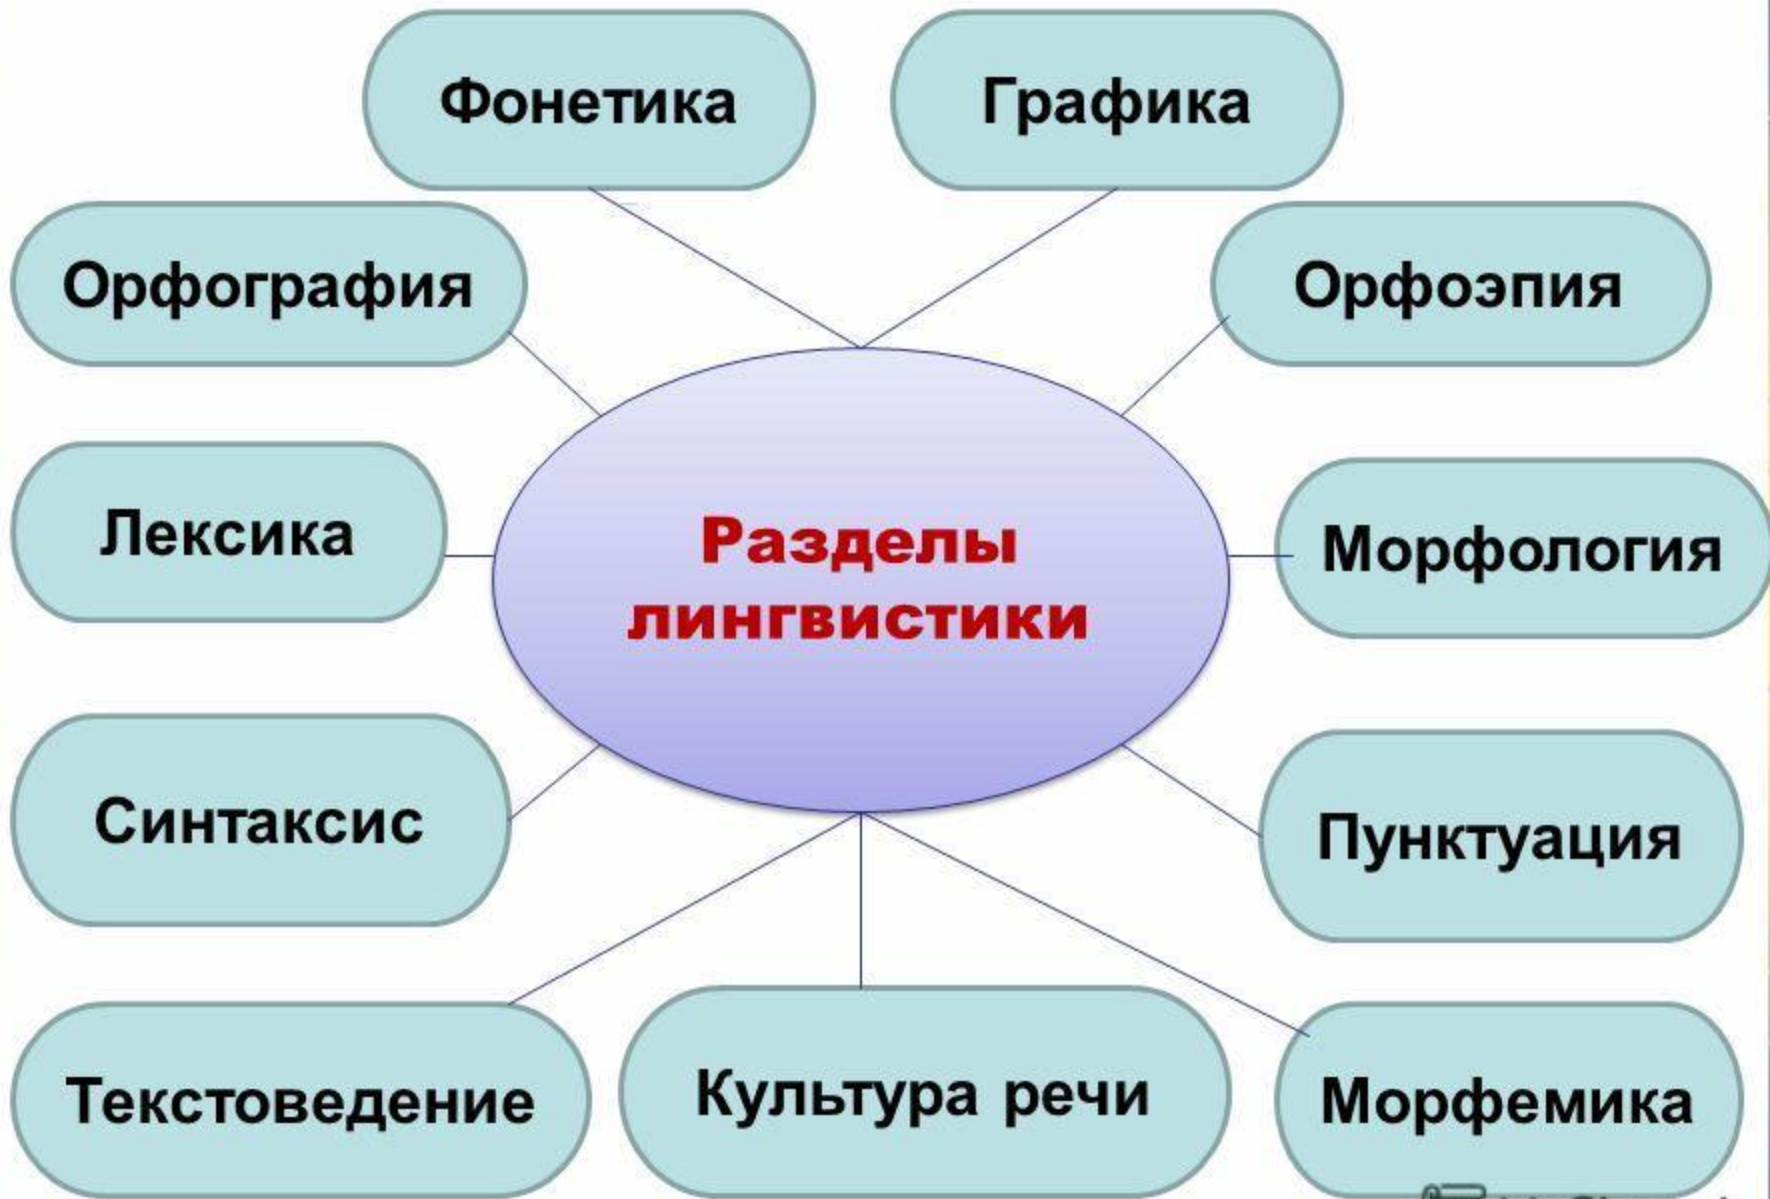 Фонетика
Графика
Орфография
Орфоэпия
Лексика
Разделы
лингвистики
Морфология
Синтаксис
Пунктуация
Текстоведение
Культура речи
Морфемика